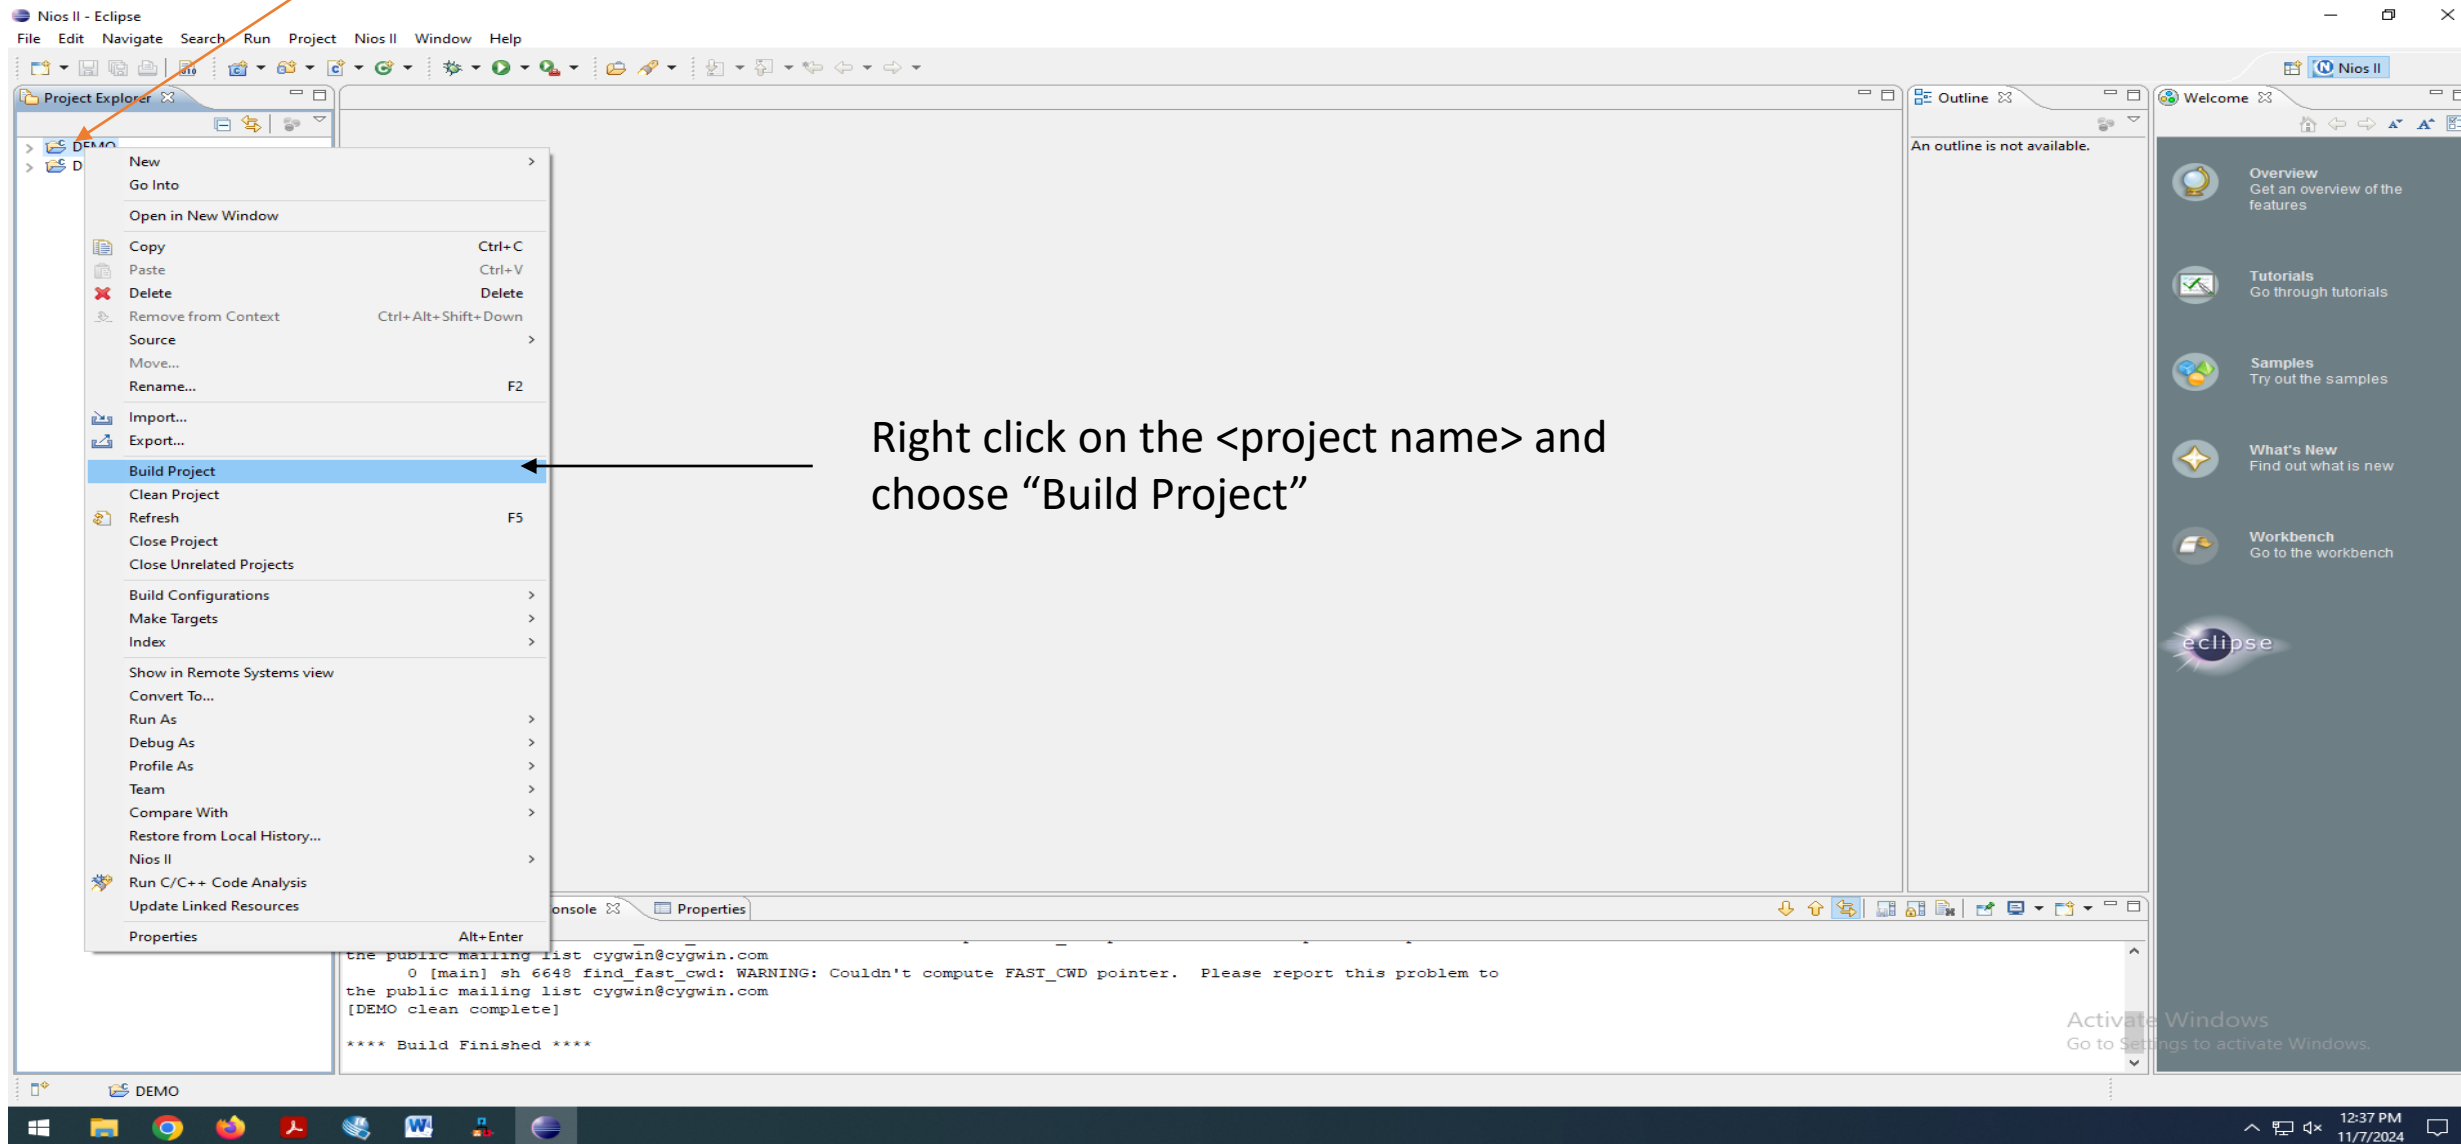 Nios II - Eclipse
File Edit Navigate Search Run Project Nios II Window Help
Nios II
Project Explorer
Outline
Welcome
DEMO
D
An outline is not available.
New
Go Into
Open in New Window
Copy Ctrl+C
Paste Ctrl+V
Delete Delete
Remove from Context Ctrl+Alt+Shift+Down
Source
Move...
Rename... F2
Import...
Export...
Build Project
Clean Project
Refresh F5
Close Project
Close Unrelated Projects
Build Configurations
Make Targets
Index
Show in Remote Systems view
Convert To...
Run As
Debug As
Profile As
Team
Compare With
Restore from Local History...
Nios II
Run C/C++ Code Analysis
Update Linked Resources
Properties Alt+Enter
Right click on the <project name> and
choose “Build Project”
Overview
Get an overview of the
features
Tutorials
Go through tutorials
Samples
Try out the samples
What's New
Find out what is new
Workbench
Go to the workbench
eclipse
onsole Properties
the public mailing list cygwin@cygwin.com
0 [main] sh 6648 find_fast_cwd: WARNING: Couldn't compute FAST_CWD pointer. Please report this problem to
the public mailing list cygwin@cygwin.com
[DEMO clean complete]
**** Build Finished ****
Activate Windows
Go to Settings to activate Windows.
DEMO
12:37 PM
11/7/2024